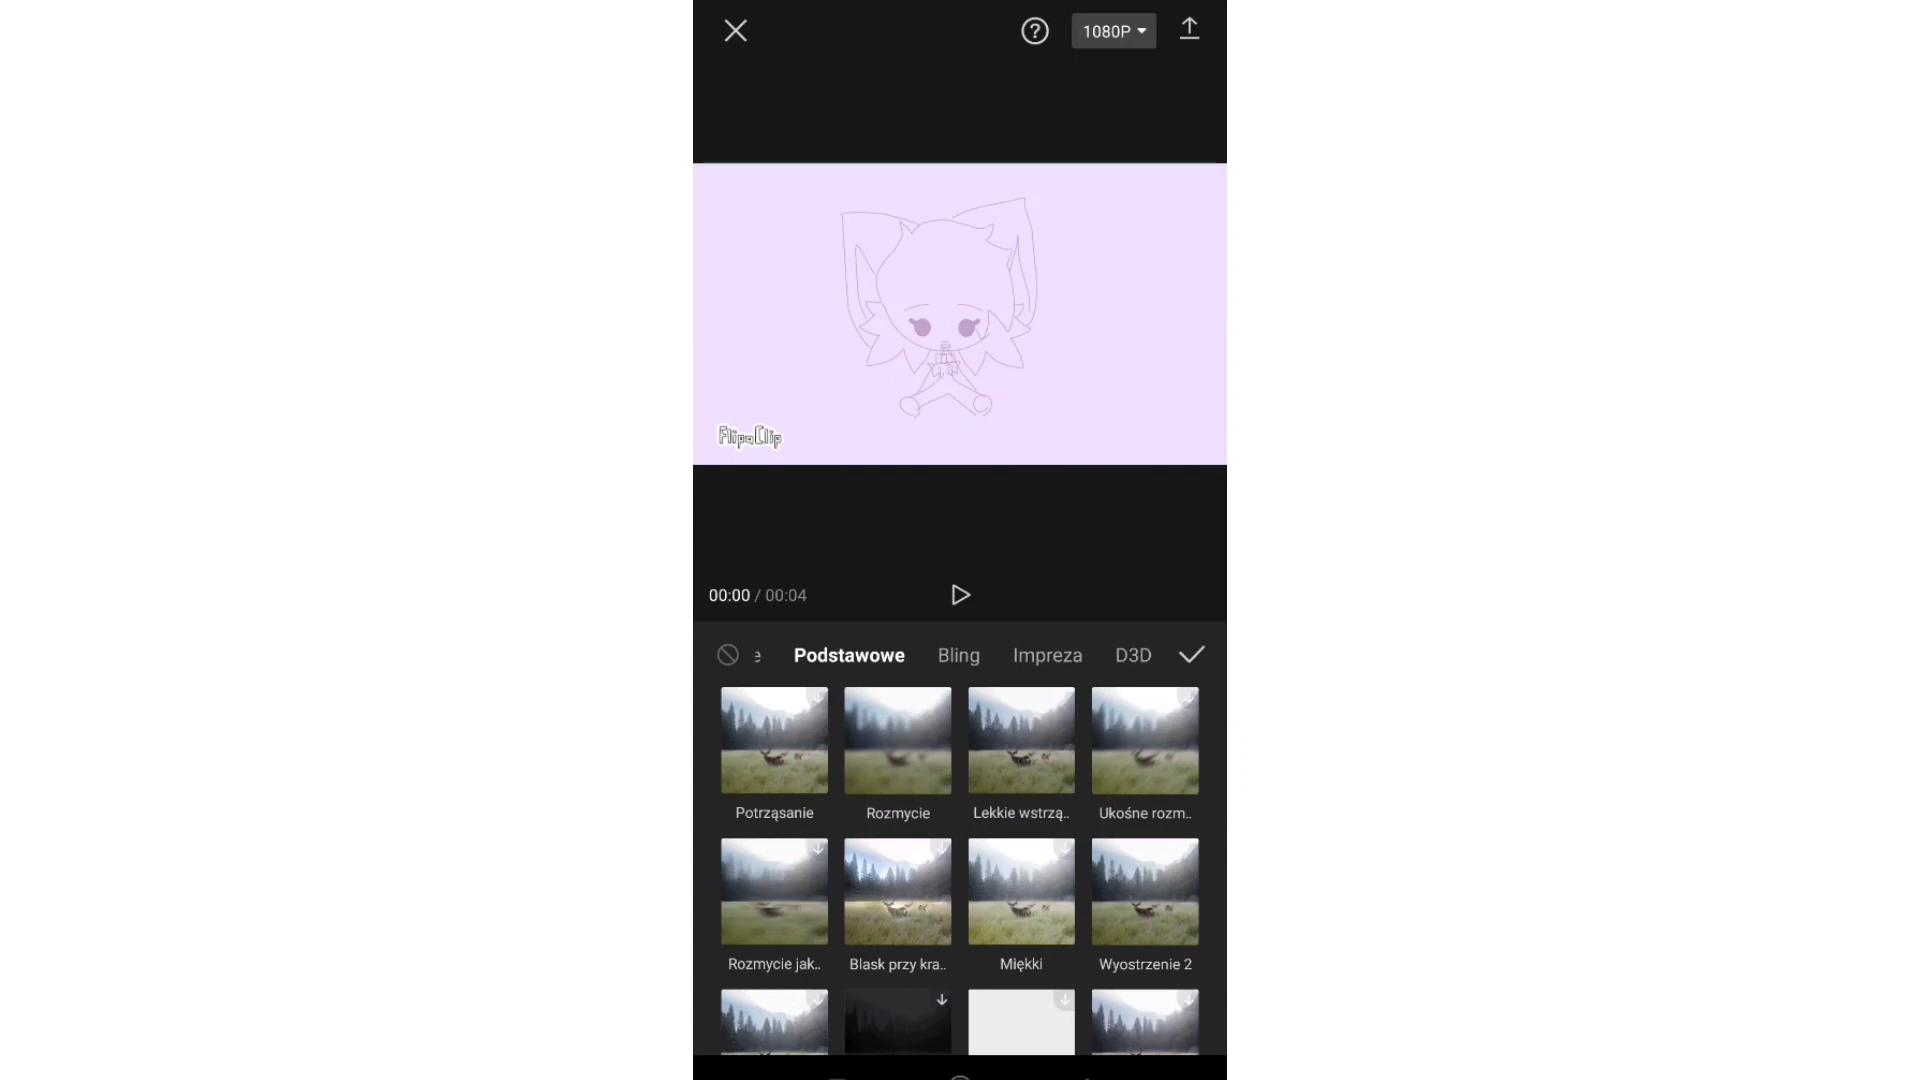 1080P
FlipaClip
00:00 / 00:04
e Podstawowe Bling Impreza D3D
Potrząsanie Rozmycie Lekkie wstrzą.. Ukośne rozm..
Rozmycie jak.. Blask przy kra.. Miękki Wyostrzenie 2